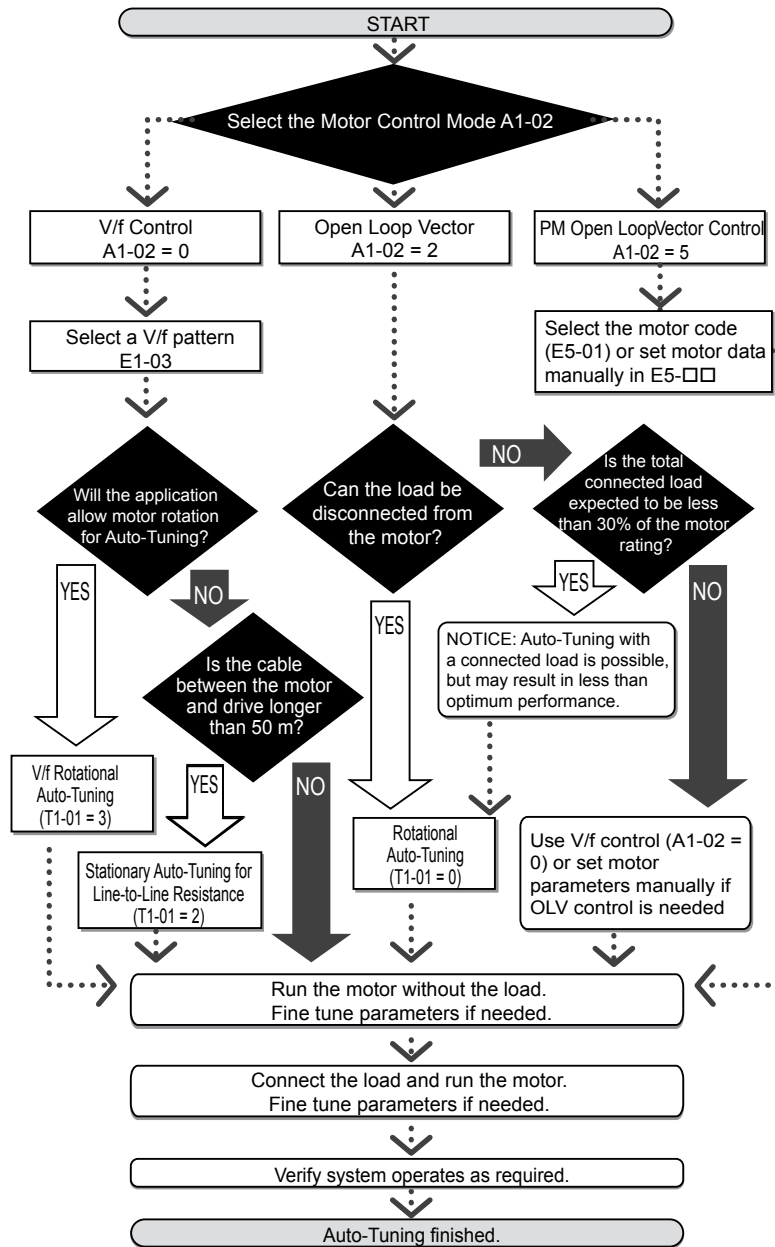 START
Select the Motor Control Mode A1-02
V/f Control
A1-02 = 0
Open Loop Vector
A1-02 = 2
PM Open LoopVector Control
A1-02 = 5
Select a V/f pattern
E1-03
Select the motor code
(E5-01) or set motor data
manually in E5-□□
Will the application
allow motor rotation
for Auto-Tuning?
Can the load be
disconnected from
the motor?
NO
Is the total
connected load
expected to be less
than 30% of the motor
rating?
YES
NO
Is the cable
between the motor
and drive longer
than 50 m?
YES
YES
NO
NOTICE: Auto-Tuning with
a connected load is possible,
but may result in less than
optimum performance.
V/f Rotational
Auto-Tuning
(T1-01 = 3)
YES
NO
Stationary Auto-Tuning for
Line-to-Line Resistance
(T1-01 = 2)
Rotational
Auto-Tuning
(T1-01 = 0)
Use V/f control (A1-02 =
0) or set motor
parameters manually if
OLV control is needed
Run the motor without the load.
Fine tune parameters if needed.
Connect the load and run the motor.
Fine tune parameters if needed.
Verify system operates as required.
Auto-Tuning finished.